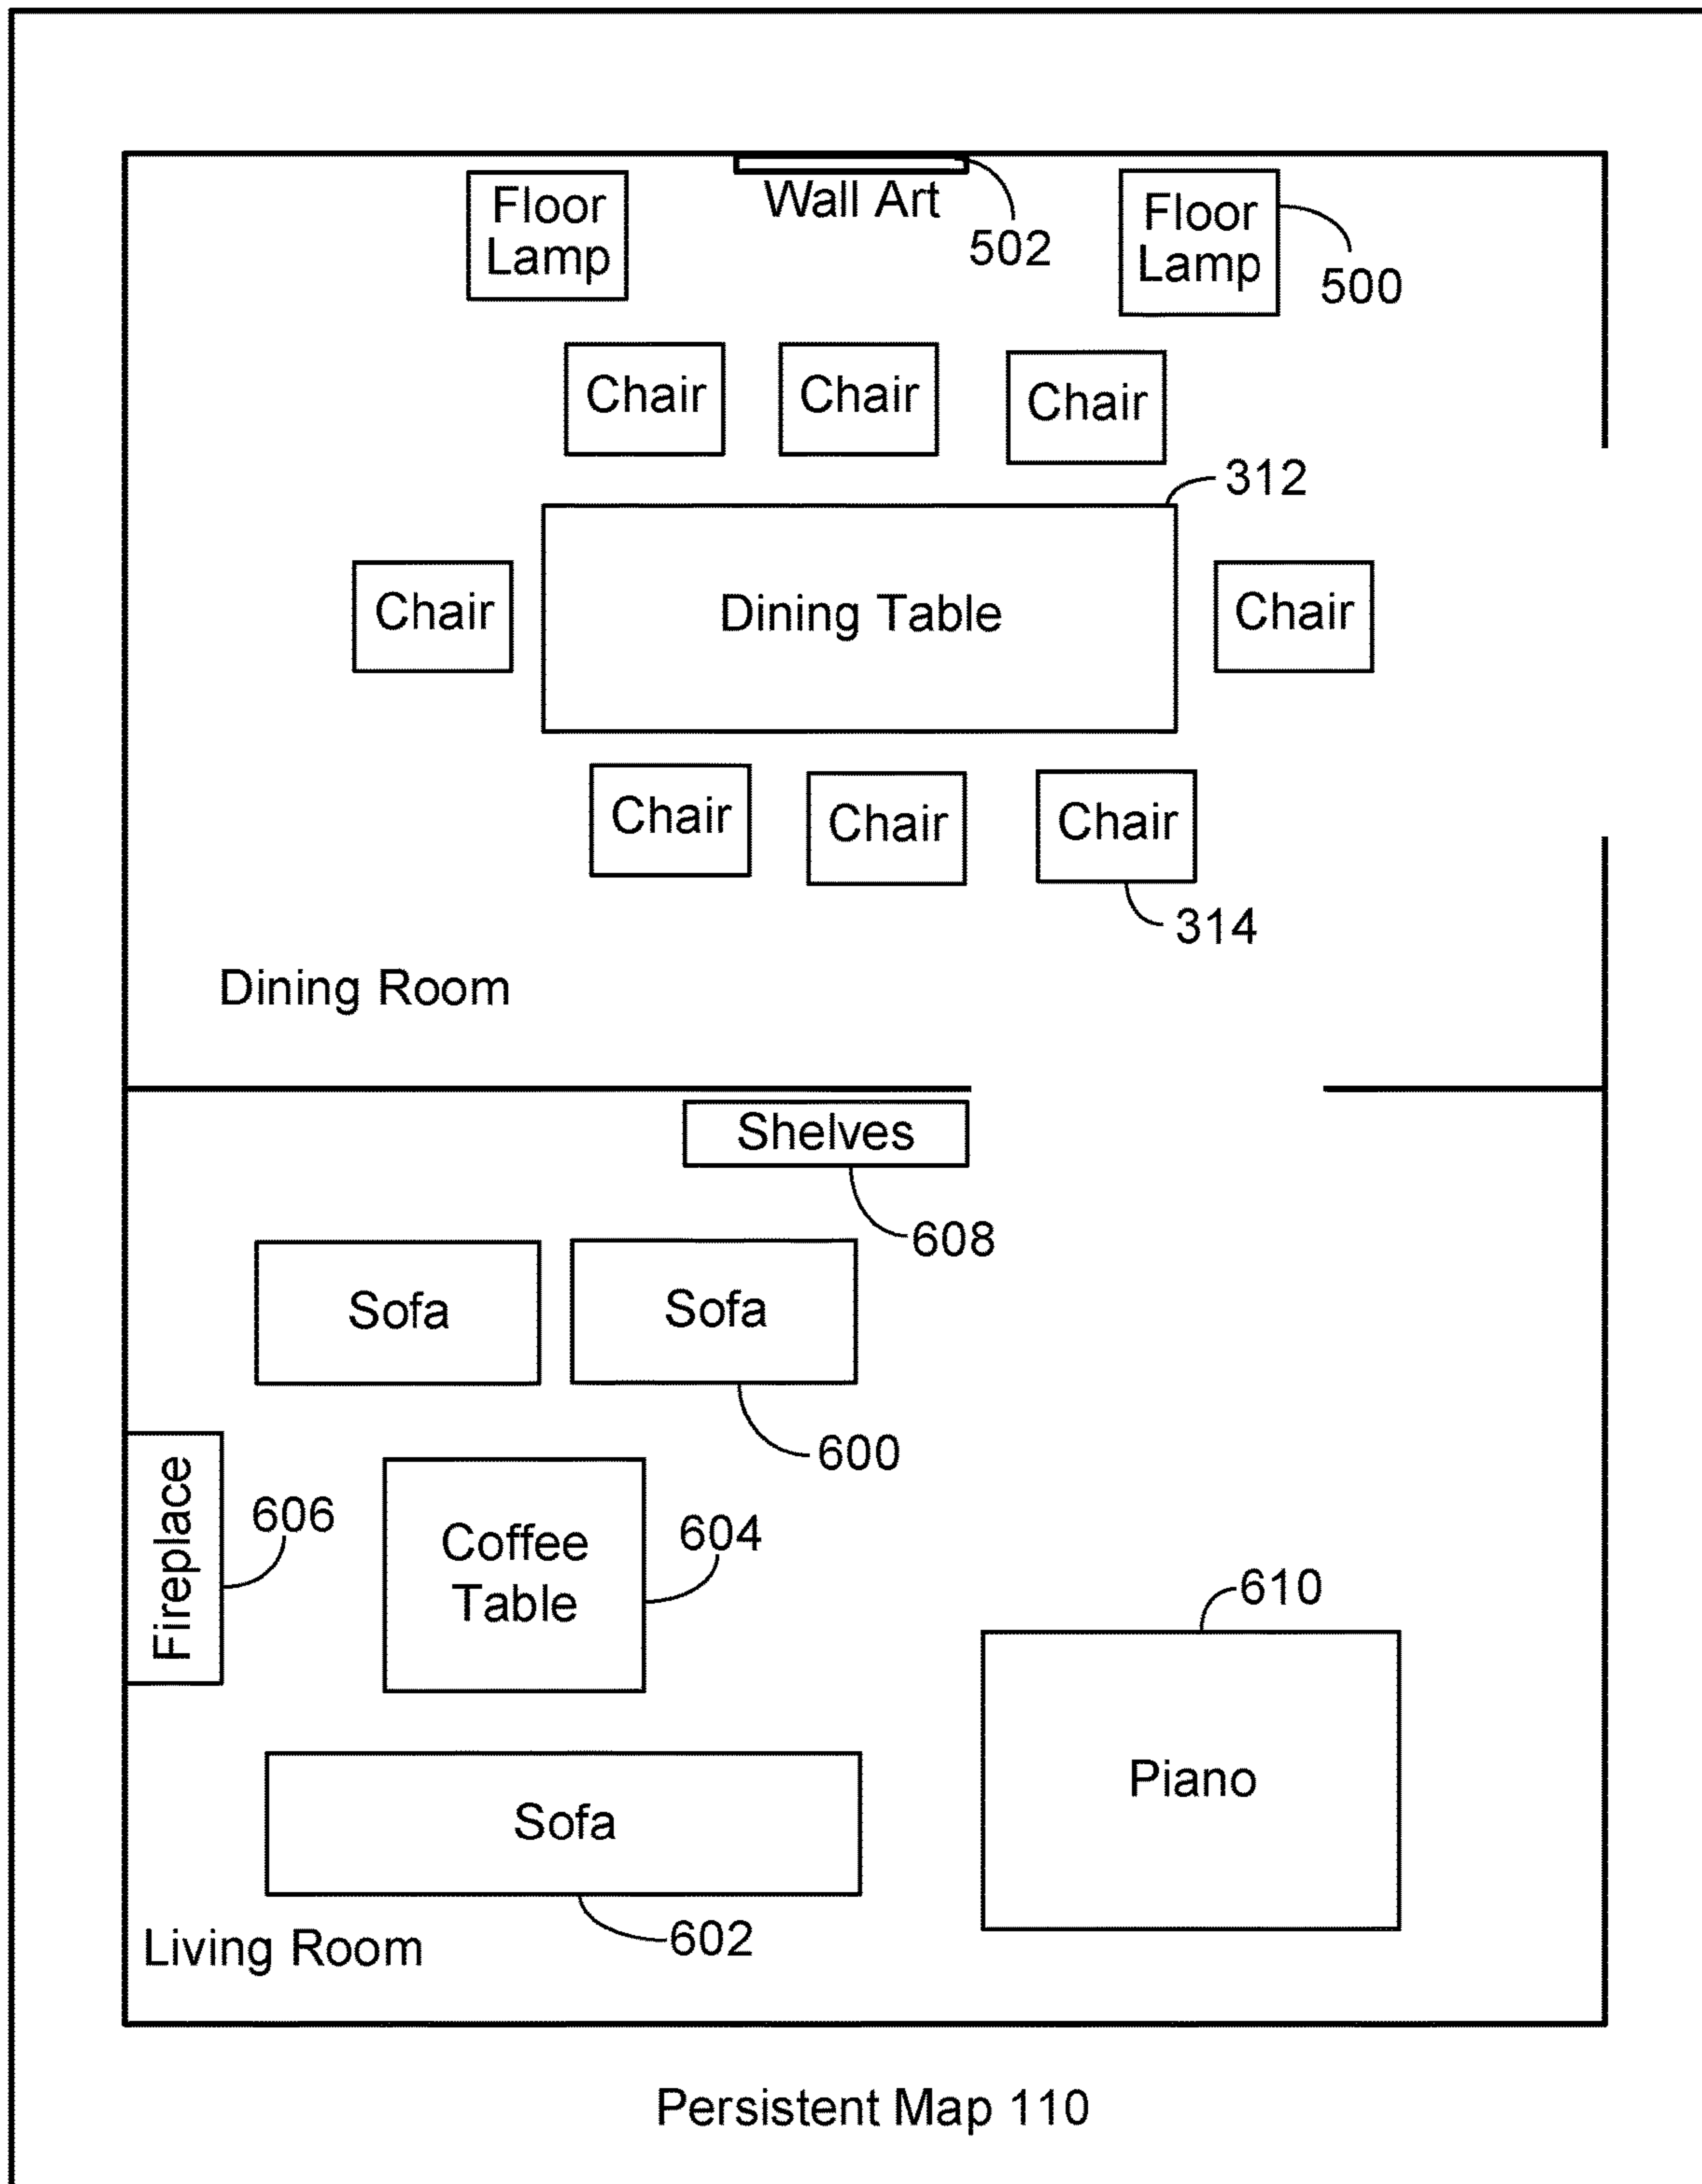 Wall Art
Floor
Lamp
502
Floor
Lamp
500
Chair
Chair
Chair
312
Chair
Dining Table
Chair
Chair
Chair
Chair
314
Dining Room
Shelves
608
Sofa
Sofa
600
Fireplace
606
Coffee
Table
604
610
Piano
Sofa
602
Living Room
Persistent Map 110